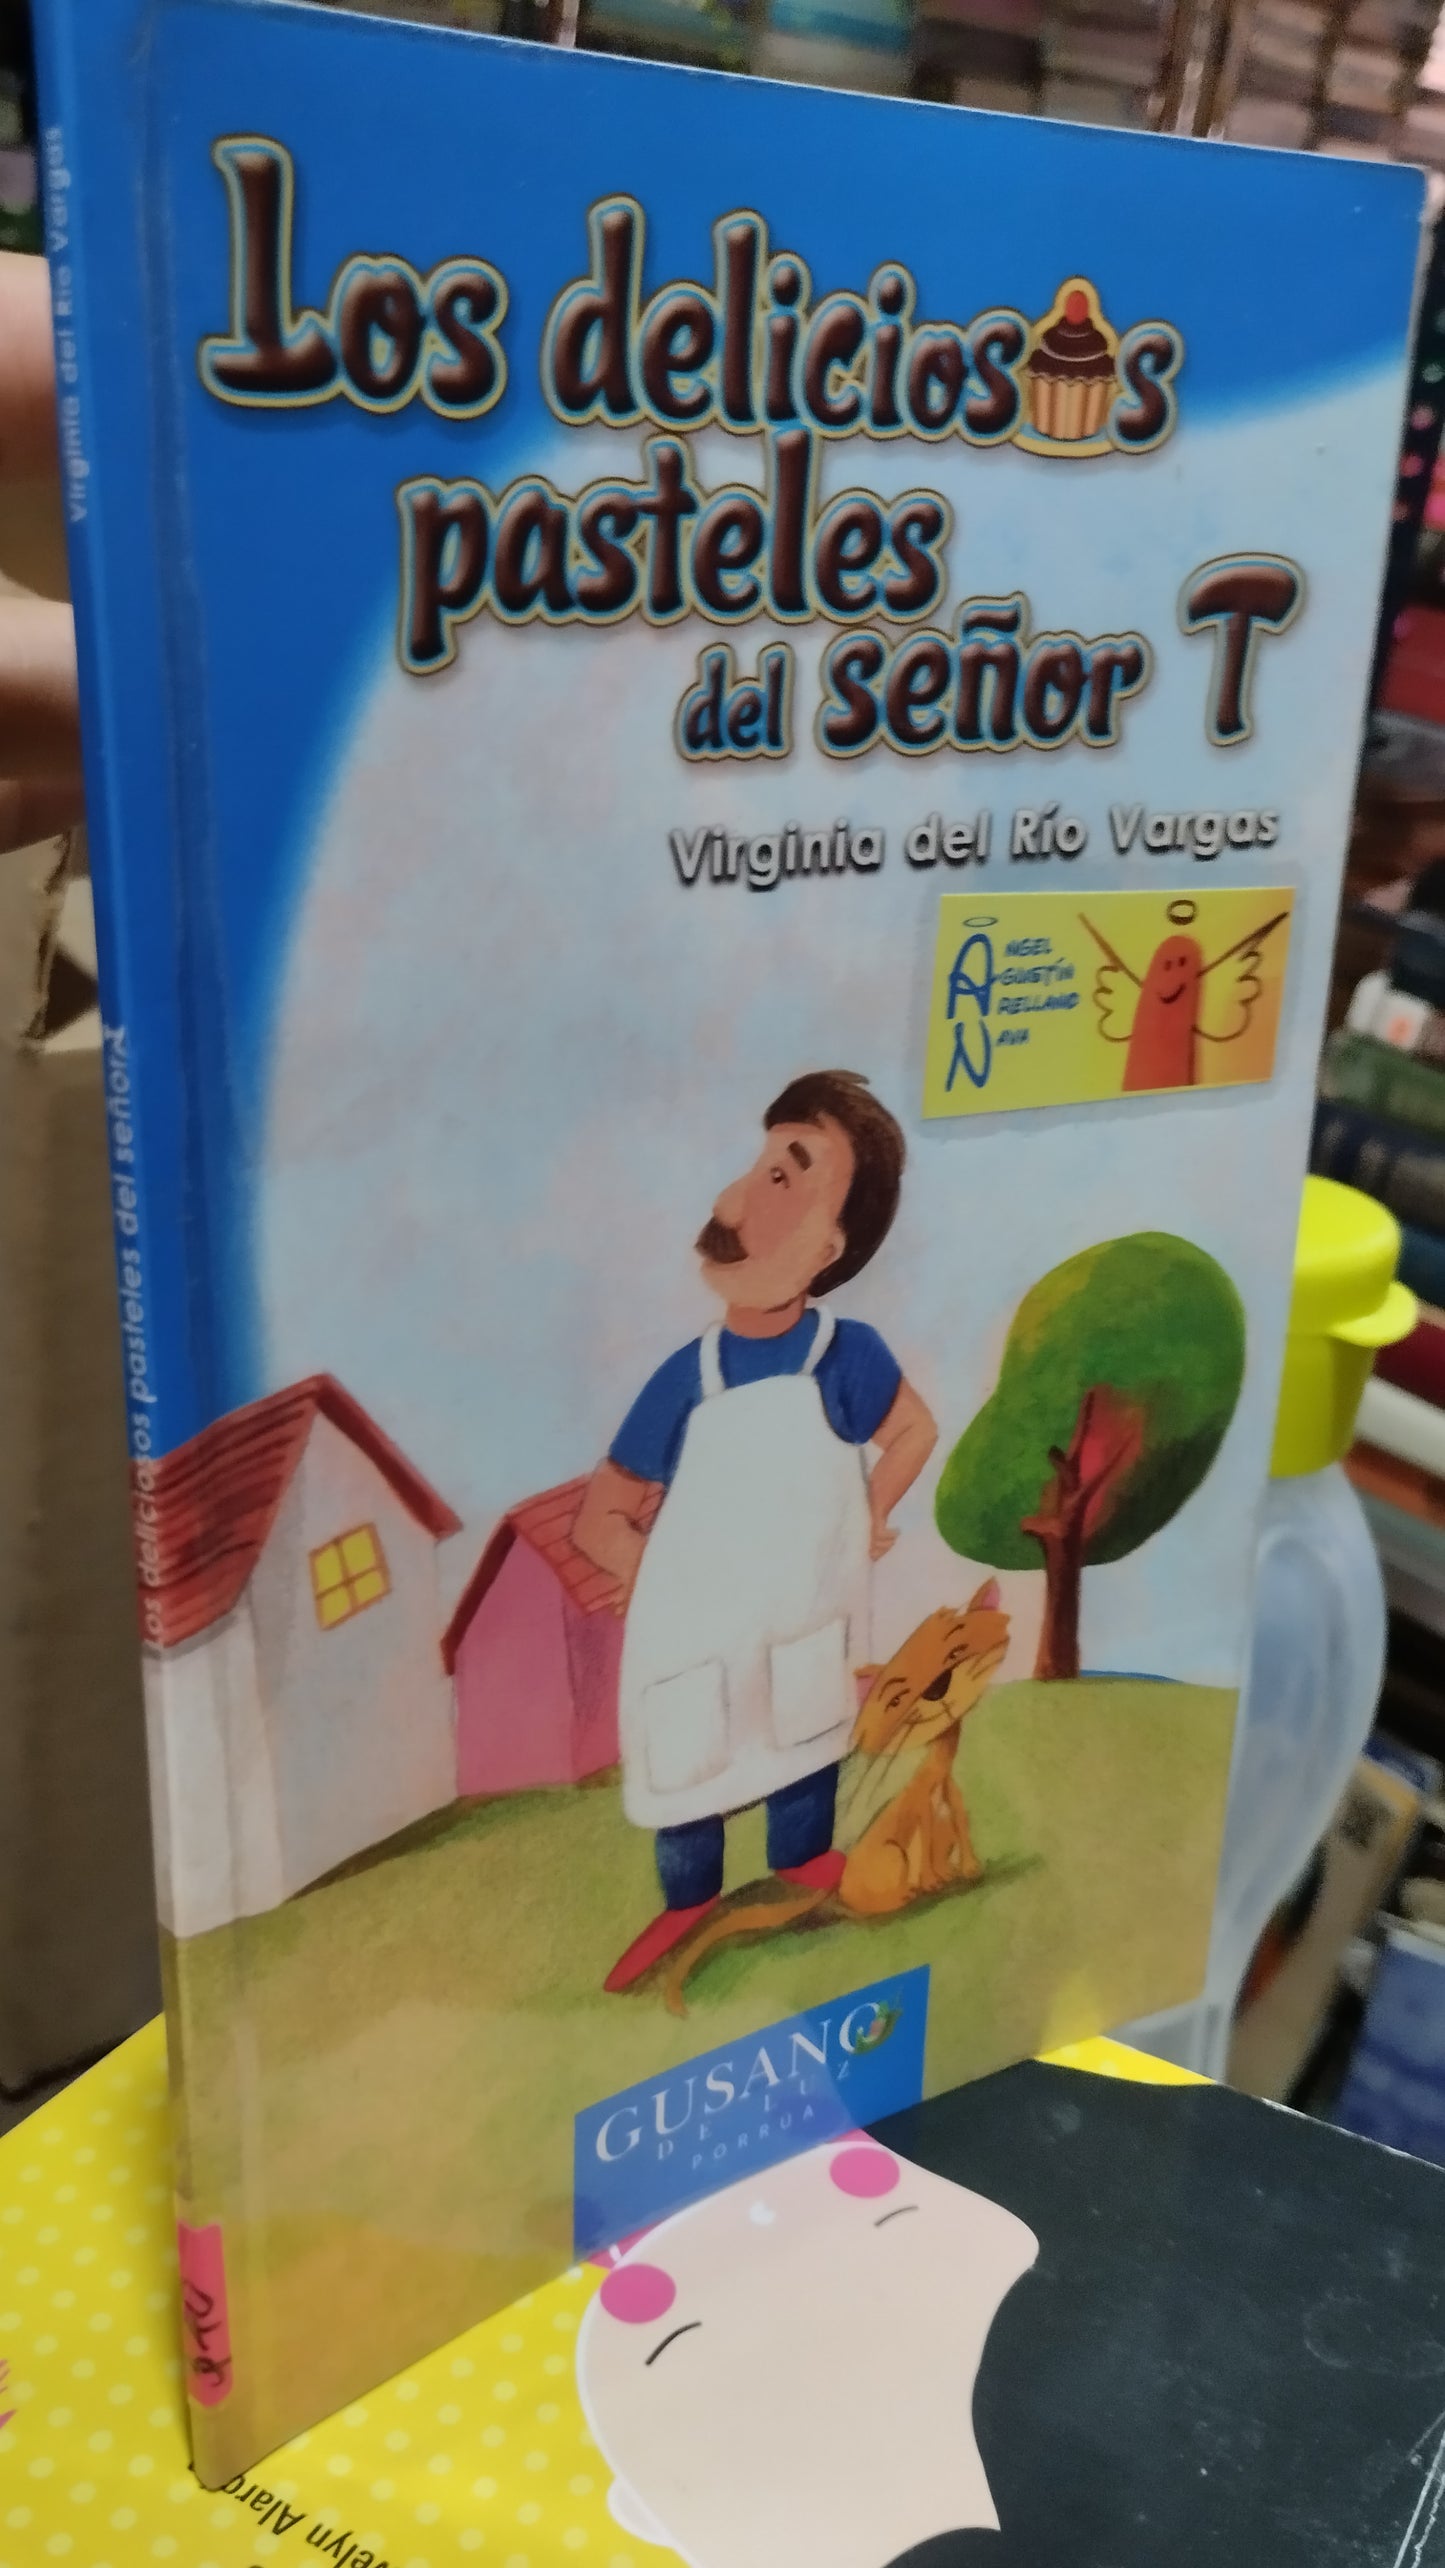 Los deliciosos
pasteles
del señor T
Virginia del Río Vargas
ÁNGEL
AGUSTÍN
ARELLANO
NAVA
GUSANO
DE LUZ
PORRÚA
Virginia del Río Vargas
Los deliciosos pasteles del señor T